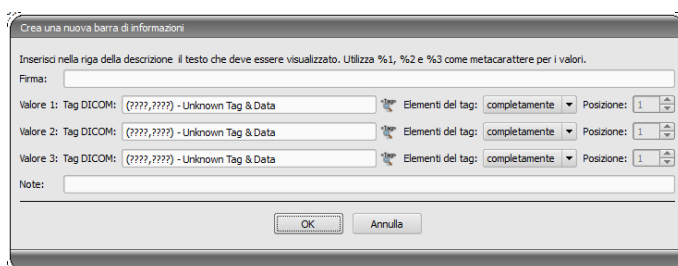 Crea una nuova barra di informazioni
Inserisci nella riga della descrizione il testo che deve essere visualizzato. Utilizza %1, %2 e %3 come metacarattere per i valori.
Firma:
Valore 1: Tag DICOM: (????,????) - Unknown Tag & Data Elementi del tag: completamente Posizione: 1
Valore 2: Tag DICOM: (????,????) - Unknown Tag & Data Elementi del tag: completamente Posizione: 1
Valore 3: Tag DICOM: (????,????) - Unknown Tag & Data Elementi del tag: completamente Posizione: 1
Note:
OK Annulla